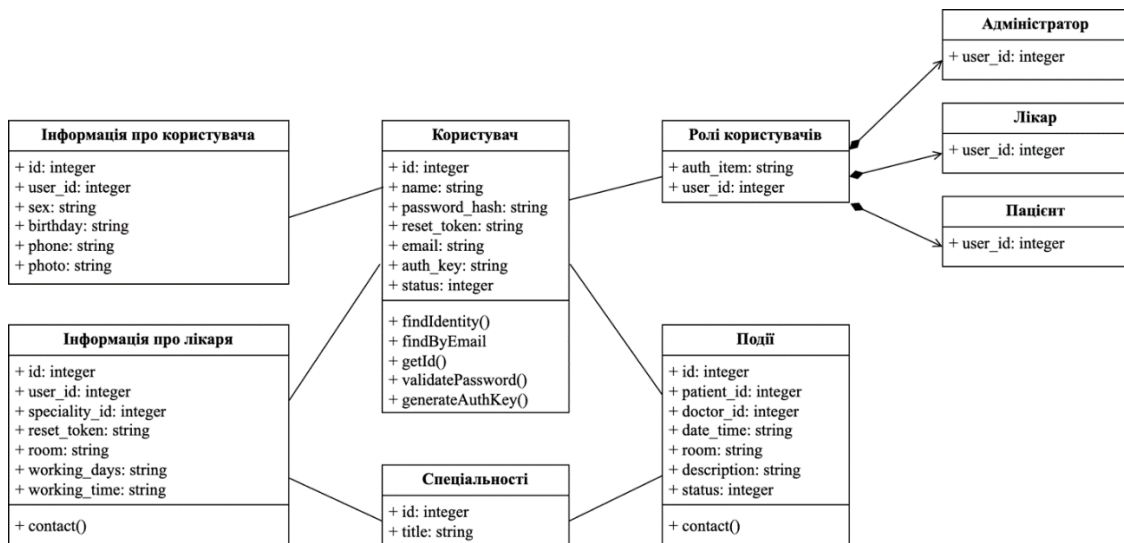 Адміністратор
+ user_id: integer
Інформація про користувача
+ id: integer
+ user_id: integer
+ sex: string
+ birthday: string
+ phone: string
+ photo: string
Користувач
+ id: integer
+ name: string
+ password_hash: string
+ reset_token: string
+ email: string
+ auth_key: string
+ status: integer
+ findIdentity()
+ findByEmail
+ getId()
+ validatePassword()
+ generateAuthKey()
Ролі користувачів
+ auth_item: string
+ user_id: integer
Лікар
+ user_id: integer
Пацієнт
+ user_id: integer
Інформація про лікаря
+ id: integer
+ user_id: integer
+ speciality_id: integer
+ reset_token: string
+ room: string
+ working_days: string
+ working_time: string
+ contact()
Спеціальності
+ id: integer
+ title: string
Події
+ id: integer
+ patient_id: integer
+ doctor_id: integer
+ date_time: string
+ room: string
+ description: string
+ status: integer
+ contact()